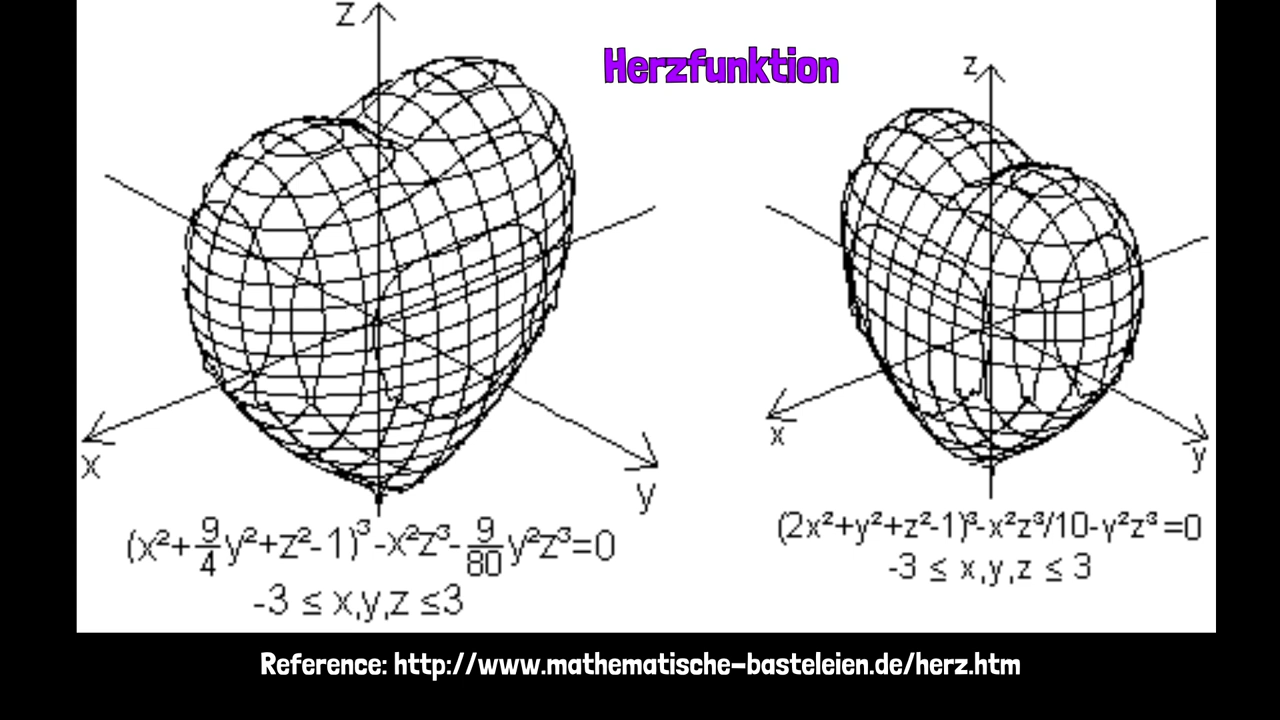 Herzfunktion
z
x
y
(x²+9/4y²+z²-1)³-x²z³-9/80y²z³=0
-3 ≤ x,y,z ≤3
z
x
y
(2x²+y²+z²-1)³-x²z³/10-y²z³=0
-3 ≤ x,y,z ≤ 3
Reference: http://www.mathematische-basteleien.de/herz.htm